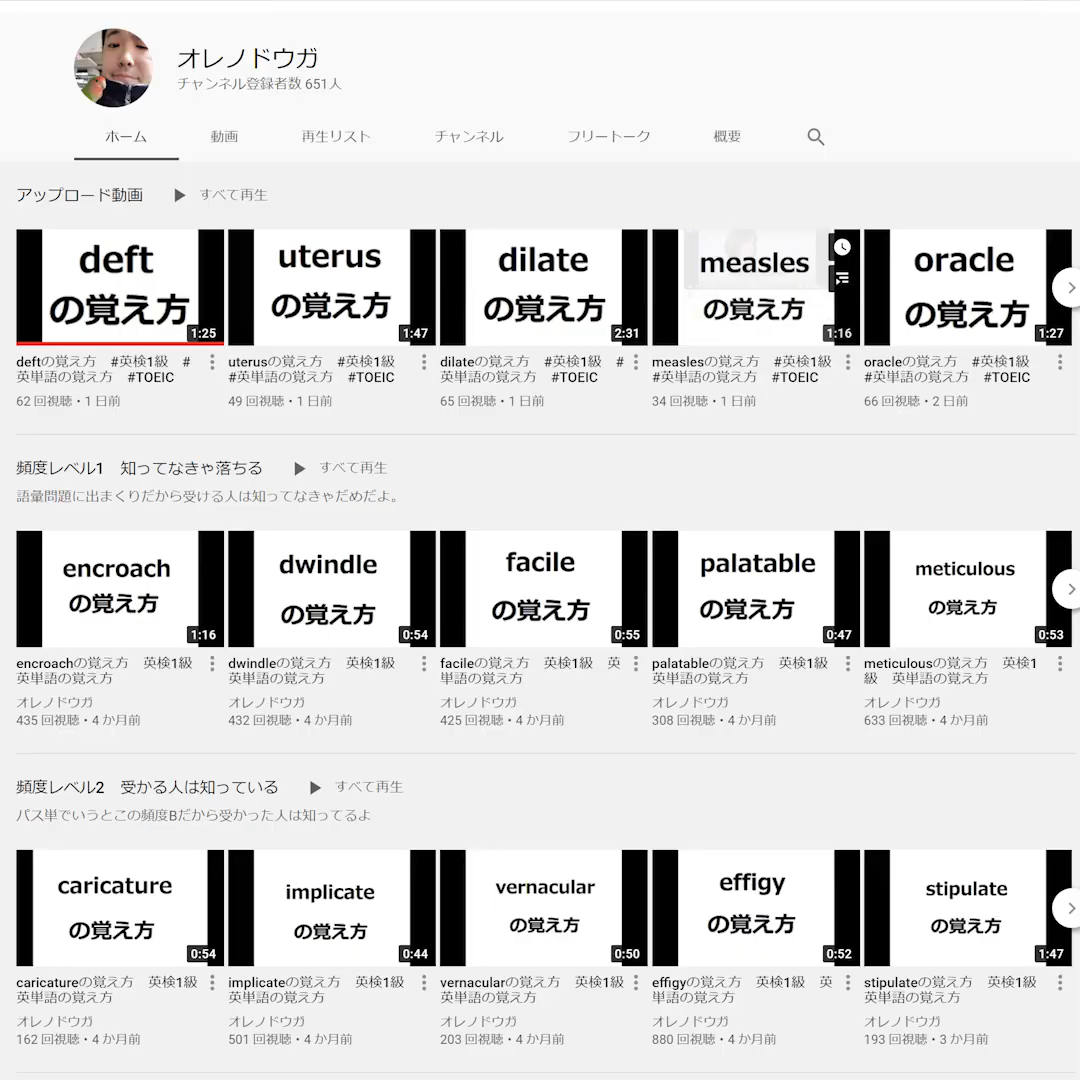 オレノドウガ
チャンネル登録者数 651人
ホーム 動画 再生リスト チャンネル フリートーク 概要
アップロード動画 ▶ すべて再生
deft の覚え方 1:25
uterus の覚え方 1:47
dilate の覚え方 2:31
measles の覚え方 1:16
oracle の覚え方 1:27
deftの覚え方 #英検1級 #
英単語の覚え方 #TOEIC
62 回視聴・1 日前
uterusの覚え方 #英検1級
#英単語の覚え方 #TOEIC
49 回視聴・1 日前
dilateの覚え方 #英検1級 #
英単語の覚え方 #TOEIC
65 回視聴・1 日前
measlesの覚え方 #英検1級
#英単語の覚え方 #TOEIC
34 回視聴・1 日前
oracleの覚え方 #英検1級
#英単語の覚え方 #TOEIC
66 回視聴・2 日前
頻度レベル1 知ってなきゃ落ちる ▶ すべて再生
語彙問題に出まくりだから受ける人は知ってなきゃだめだよ。
encroach の覚え方 1:16
dwindle の覚え方 0:54
facile の覚え方 0:55
palatable の覚え方 0:47
meticulous の覚え方 0:53
encroachの覚え方 英検1級
英単語の覚え方
オレノドウガ
435 回視聴・4 か月前
dwindleの覚え方 英検1級
英単語の覚え方
オレノドウガ
432 回視聴・4 か月前
facileの覚え方 英検1級 英
単語の覚え方
オレノドウガ
425 回視聴・4 か月前
palatableの覚え方 英検1級
英単語の覚え方
オレノドウガ
308 回視聴・4 か月前
meticulousの覚え方 英検1
級 英単語の覚え方
オレノドウガ
633 回視聴・4 か月前
頻度レベル2 受かる人は知っている ▶ すべて再生
パス単でいうとこの頻度Bだから受かった人は知ってるよ
caricature の覚え方 0:54
implicate の覚え方 0:44
vernacular の覚え方 0:50
effigy の覚え方 0:52
stipulate の覚え方 1:47
caricatureの覚え方 英検1級
英単語の覚え方
オレノドウガ
162 回視聴・4 か月前
implicateの覚え方 英検1級
英単語の覚え方
オレノドウガ
501 回視聴・4 か月前
vernacularの覚え方 英検1級
英単語の覚え方
オレノドウガ
203 回視聴・4 か月前
effigyの覚え方 英検1級 英
単語の覚え方
オレノドウガ
880 回視聴・4 か月前
stipulateの覚え方 英検1級
英単語の覚え方
オレノドウガ
193 回視聴・3 か月前